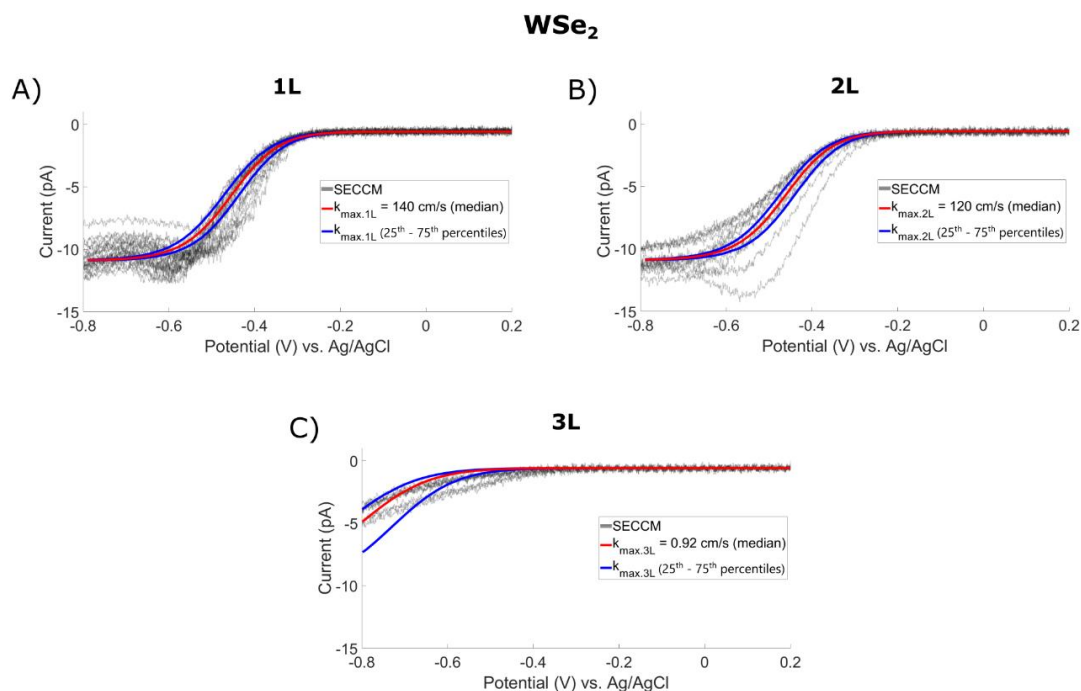 WSe2
A)
1L
0
-5
-10
-15
Current (pA)
SECCM
kmax.1L = 140 cm/s (median)
kmax.1L (25th - 75th percentiles)
-0.8 -0.6 -0.4 -0.2 0 0.2
Potential (V) vs. Ag/AgCl
B)
2L
0
-5
-10
-15
Current (pA)
SECCM
kmax.2L = 120 cm/s (median)
kmax.2L (25th - 75th percentiles)
-0.8 -0.6 -0.4 -0.2 0 0.2
Potential (V) vs. Ag/AgCl
C)
3L
0
-5
-10
-15
Current (pA)
SECCM
kmax.3L = 0.92 cm/s (median)
kmax.3L (25th - 75th percentiles)
-0.8 -0.6 -0.4 -0.2 0 0.2
Potential (V) vs. Ag/AgCl